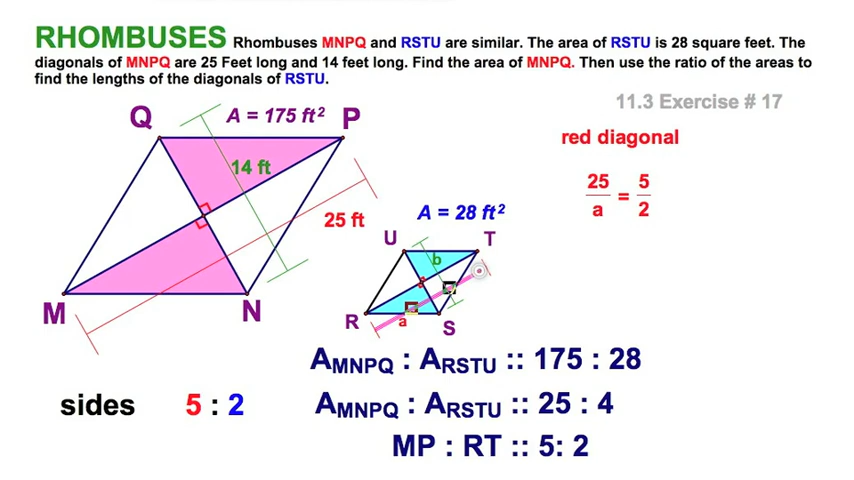 RHOMBUSES Rhombuses MNPQ and RSTU are similar. The area of RSTU is 28 square feet. The
diagonals of MNPQ are 25 Feet long and 14 feet long. Find the area of MNPQ. Then use the ratio of the areas to
find the lengths of the diagonals of RSTU.
11.3 Exercise # 17
Q
A = 175 ft²
P
red diagonal
14 ft
25/a = 5/2
25 ft
A = 28 ft²
U
T
b
M
N
R
a
S
AMNPQ : ARSTU :: 175 : 28
sides 5 : 2
AMNPQ : ARSTU :: 25 : 4
MP : RT :: 5: 2